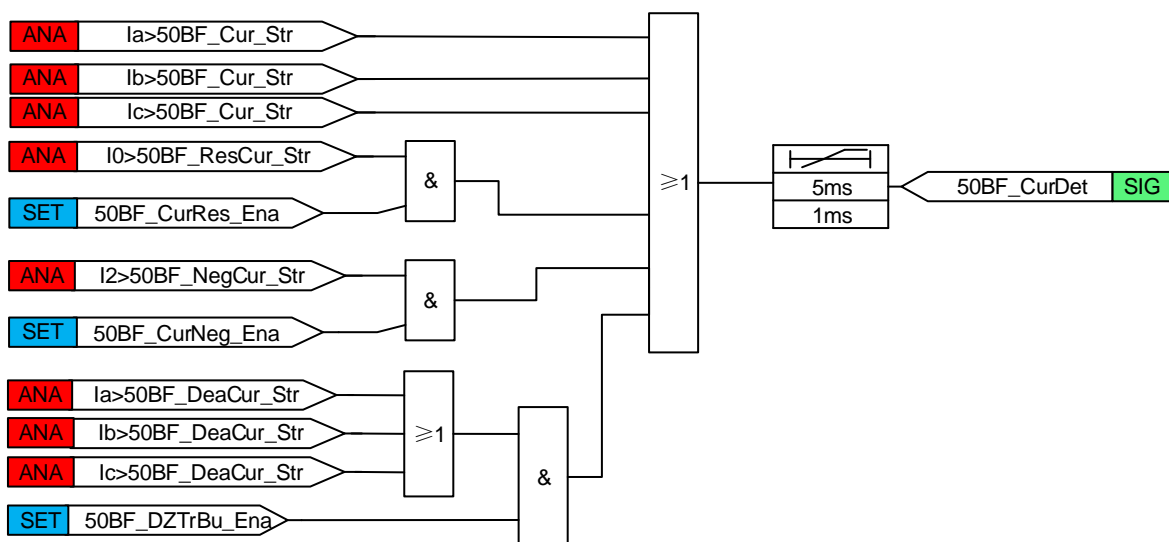 ANA Ia>50BF_Cur_Str
ANA Ib>50BF_Cur_Str
ANA Ic>50BF_Cur_Str
ANA I0>50BF_ResCur_Str
&
SET 50BF_CurRes_Ena
≥1
5ms
1ms
50BF_CurDet SIG
ANA I2>50BF_NegCur_Str
&
SET 50BF_CurNeg_Ena
ANA Ia>50BF_DeaCur_Str
ANA Ib>50BF_DeaCur_Str
≥1
ANA Ic>50BF_DeaCur_Str
&
SET 50BF_DZTrBu_Ena